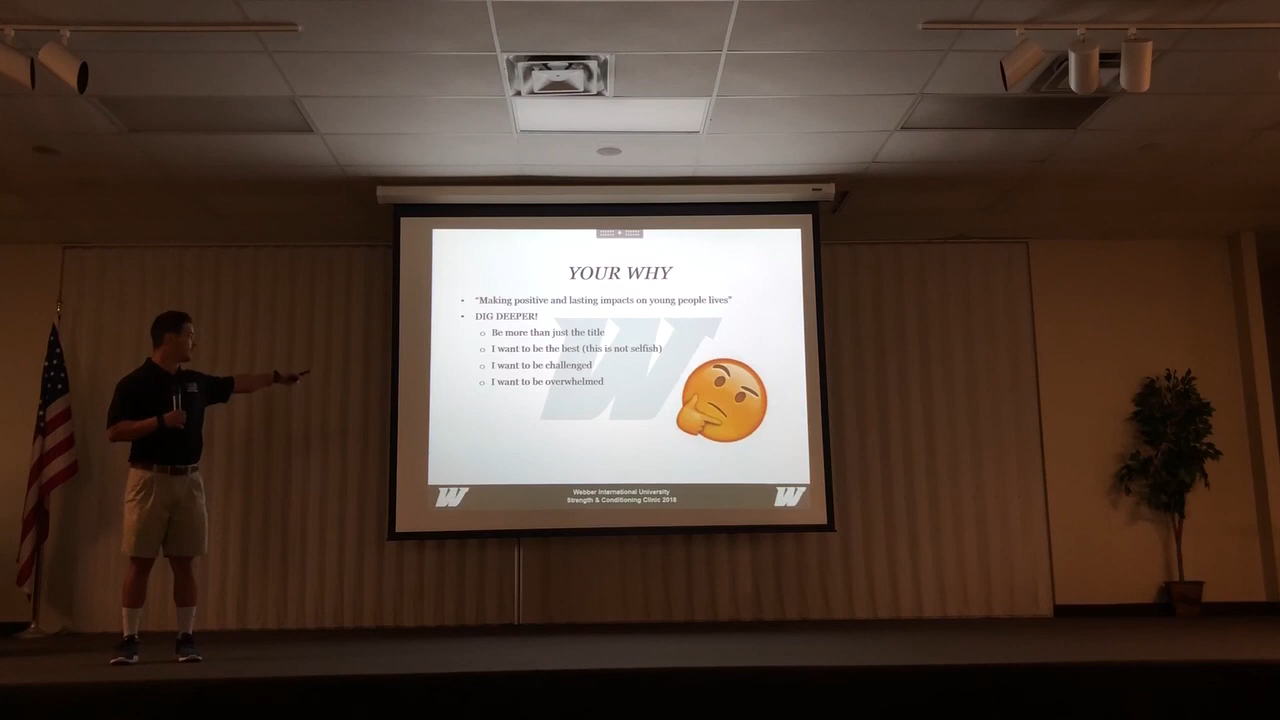 YOUR WHY
• "Making positive and lasting impacts on young people lives"
• DIG DEEPER!
o Be more than just the title
o I want to be the best (this is not selfish)
o I want to be challenged
o I want to be overwhelmed
W
W
Webber International University
Strength & Conditioning Clinic 2018
W